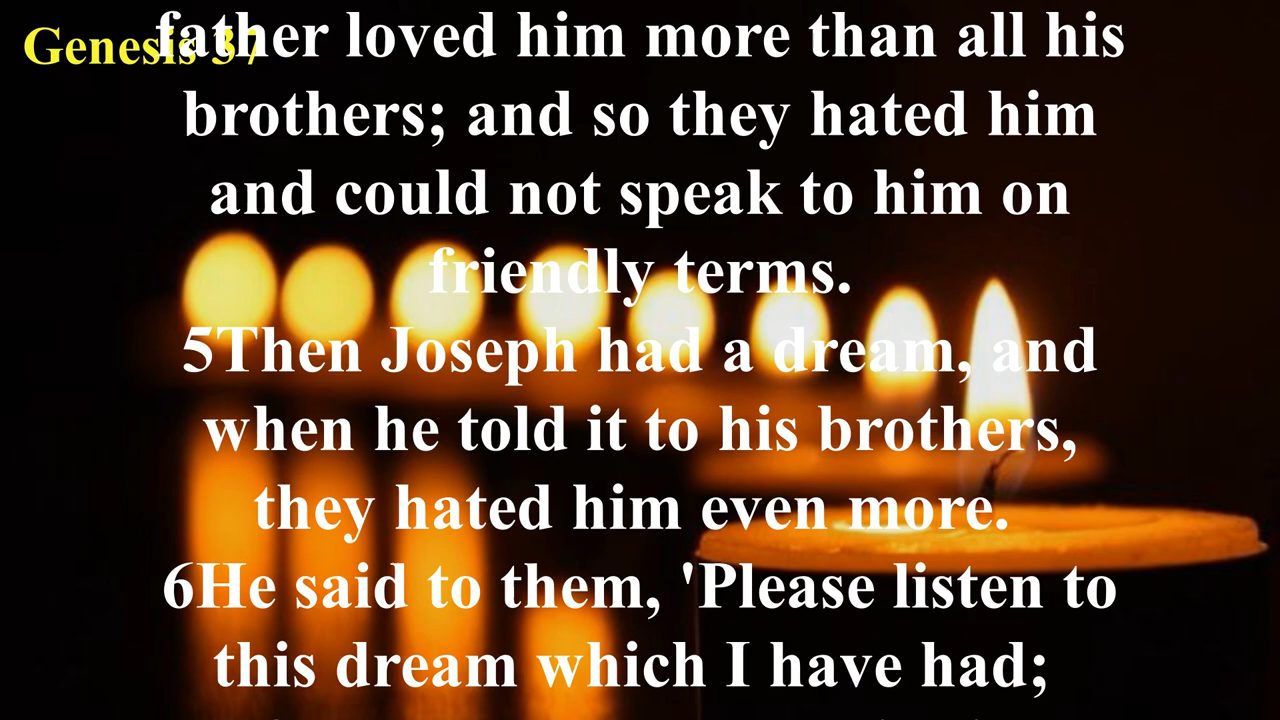 Genesis 37
father loved him more than all his
brothers; and so they hated him
and could not speak to him on
friendly terms.
5Then Joseph had a dream, and
when he told it to his brothers,
they hated him even more.
6He said to them, 'Please listen to
this dream which I have had;